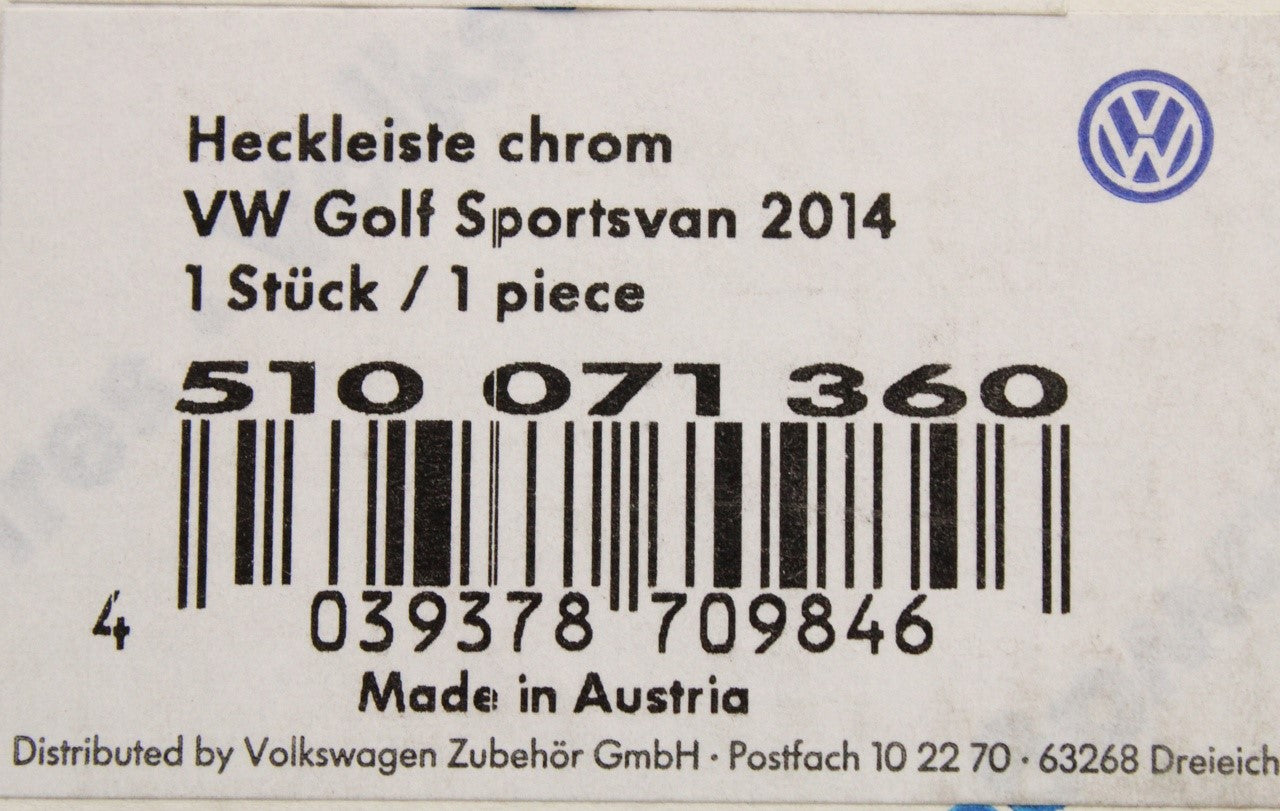 Heckleiste chrom
VW Golf Sportsvan 2014
1 Stück / 1 piece
510 071 360
4 039378 709846
Made in Austria
Distributed by Volkswagen Zubehör GmbH · Postfach 10 22 70 · 63268 Dreieich